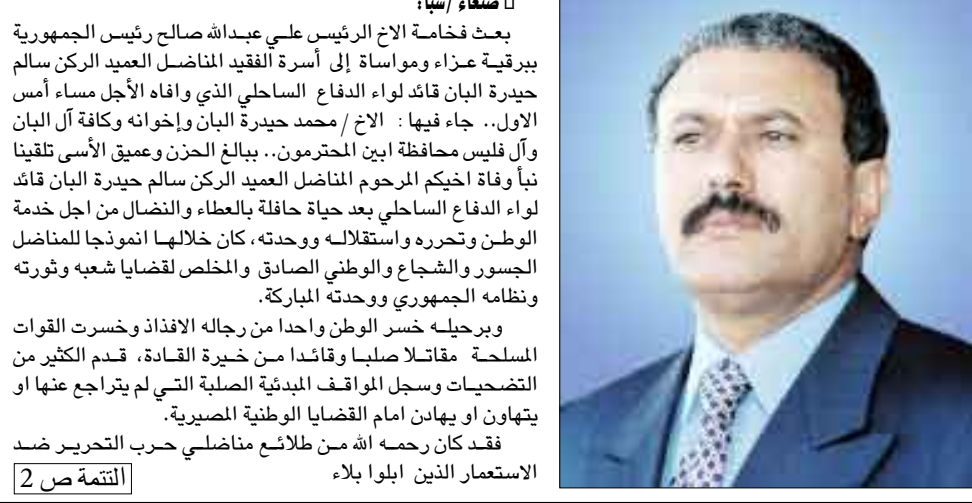 صنعاء / سبأ:
بعث فخامة الاخ الرئيس علي عبدالله صالح رئيس الجمهورية
ببرقية عزاء ومواساة إلى أسرة الفقيد المناضل العميد الركن سالم
حيدرة البان قائد لواء الدفاع الساحلي الذي وافاه الأجل مساء أمس
الاول.. جاء فيها : الاخ / محمد حيدرة البان وإخوانه وكافة آل البان
وآل فليس محافظة ابين المحترمون.. ببالغ الحزن وعميق الأسى تلقينا
نبأ وفاة اخيكم المرحوم المناضل العميد الركن سالم حيدرة البان قائد
لواء الدفاع الساحلي بعد حياة حافلة بالعطاء والنضال من اجل خدمة
الوطن وتحرره واستقلاله ووحدته، كان خلالها انموذجا للمناضل
الجسور والشجاع والوطني الصادق والمخلص لقضايا شعبه وثورته
ونظامه الجمهوري ووحدته المباركة.
وبرحيله خسر الوطن واحدا من رجاله الافذاذ وخسرت القوات
المسلحة مقاتلا صلبا وقائدا من خيرة القادة، قدم الكثير من
التضحيات وسجل المواقف المبدئية الصلبة التي لم يتراجع عنها او
يتهاون او يهادن امام القضايا الوطنية المصيرية.
فقد كان رحمه الله من طلائع مناضلي حرب التحرير ضد
الاستعمار الذين ابلوا بلاء
التتمة ص 2